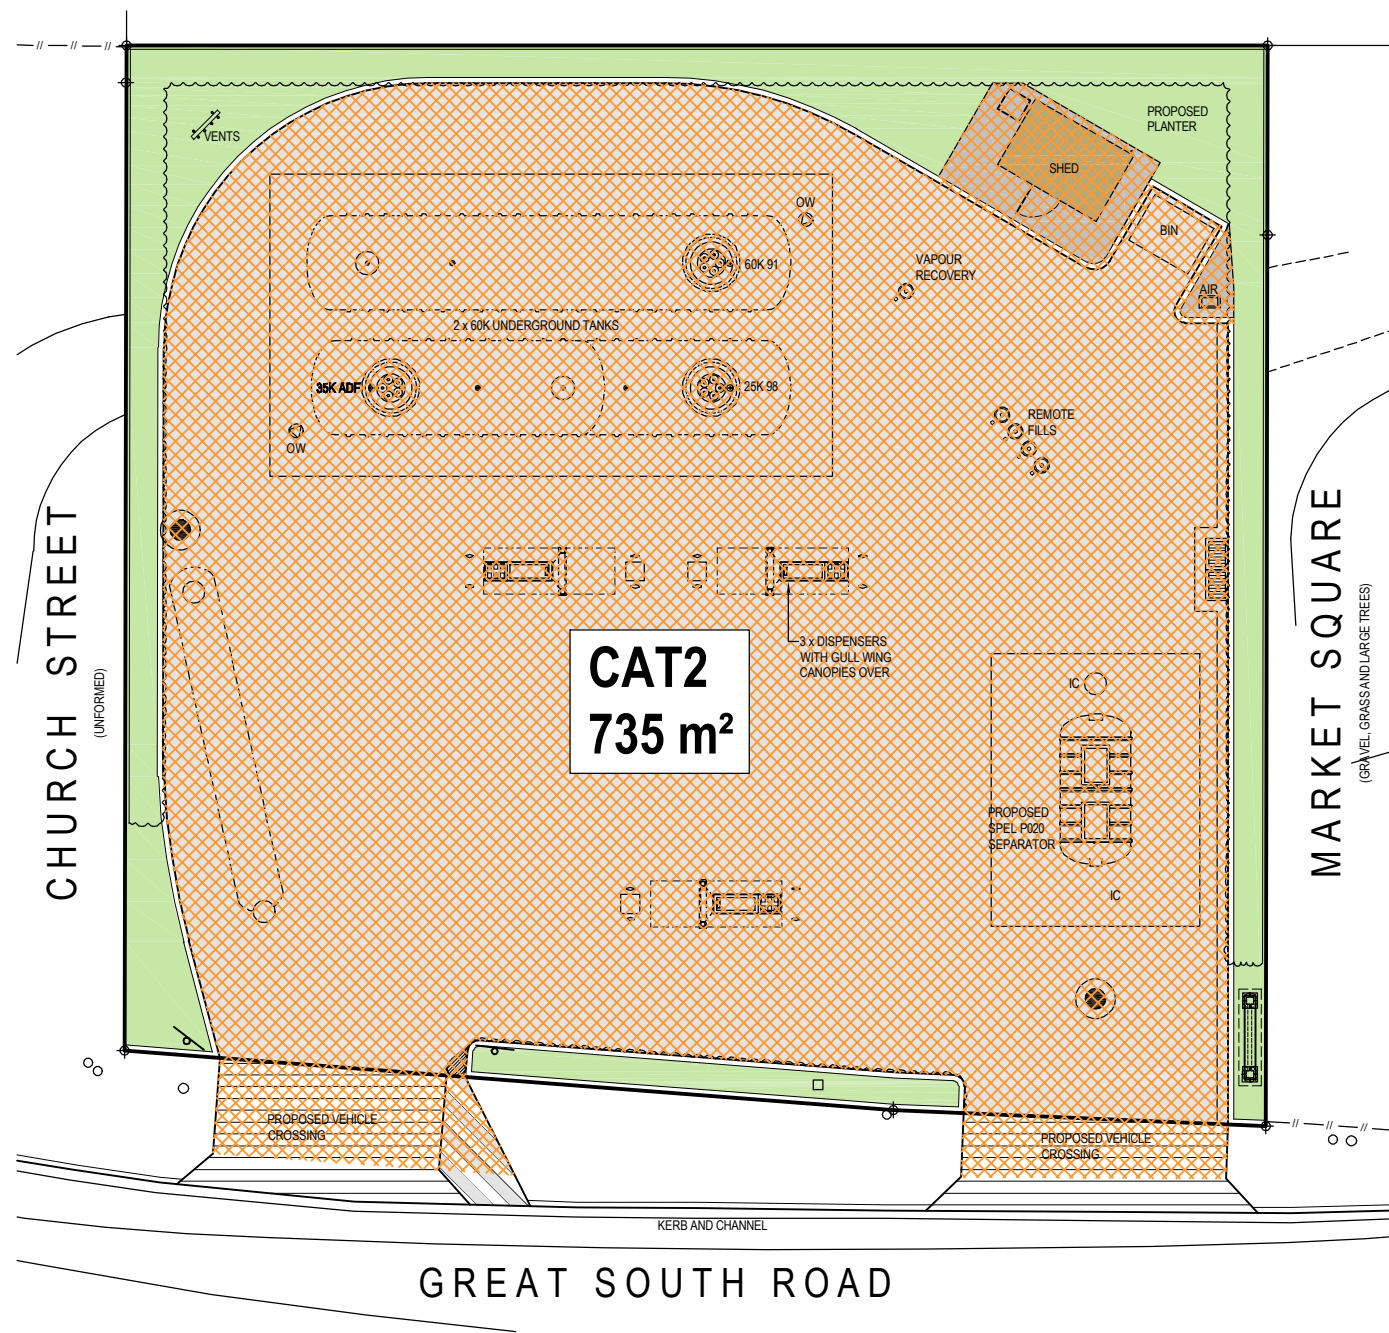 PROPOSED
PLANTER
VENTS
SHED
OW
BIN
VAPOUR
RECOVERY
60K 91
AIR
2 x 60K UNDERGROUND TANKS
35K ADF
25K 98
REMOTE
FILLS
OW
CHURCH STREET
(UNFORMED)
MARKET SQUARE
(GRAVEL, GRASS AND LARGE TREES)
3 x DISPENSERS
WITH GULL WING
CANOPIES OVER
CAT2
735 m²
IC
PROPOSED
SPEL P020
SEPARATOR
IC
PROPOSED VEHICLE
CROSSING
PROPOSED VEHICLE
CROSSING
KERB AND CHANNEL
GREAT SOUTH ROAD